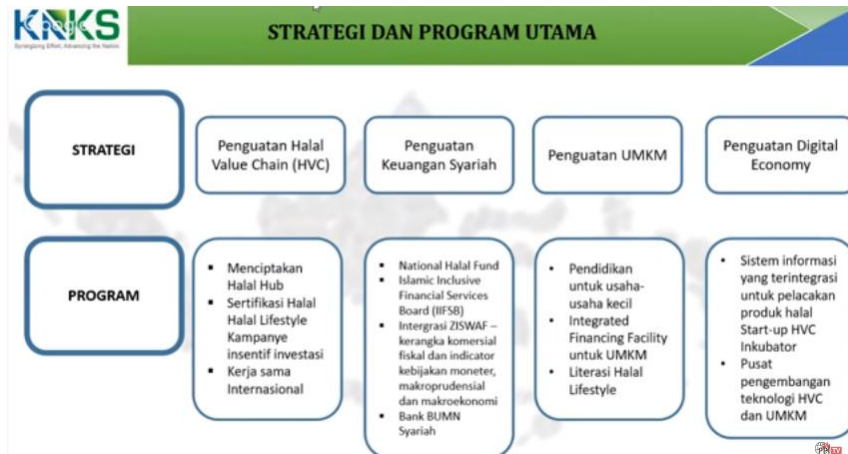 KNKS
Synergizing Effort, Advancing the Nation
STRATEGI DAN PROGRAM UTAMA
STRATEGI
Penguatan Halal
Value Chain (HVC)
Penguatan
Keuangan Syariah
Penguatan UMKM
Penguatan Digital
Economy
PROGRAM
▪ Menciptakan
Halal Hub
▪ Sertifikasi Halal
Halal Lifestyle
Kampanye
insentif investasi
▪ Kerja sama
Internasional
▪ National Halal Fund
▪ Islamic Inclusive
Financial Services
Board (IIFSB)
▪ Intergrasi ZISWAF –
kerangka komersial
fiskal dan indicator
kebijakan moneter,
makroprudensial
dan makroekonomi
▪ Bank BUMN
Syariah
• Pendidikan
untuk usaha-
usaha kecil
• Integrated
Financing Facility
untuk UMKM
• Literasi Halal
Lifestyle
• Sistem informasi
yang terintegrasi
untuk pelacakan
produk halal
Start-up HVC
Inkubator
• Pusat
pengembangan
teknologi HVC
dan UMKM
TV